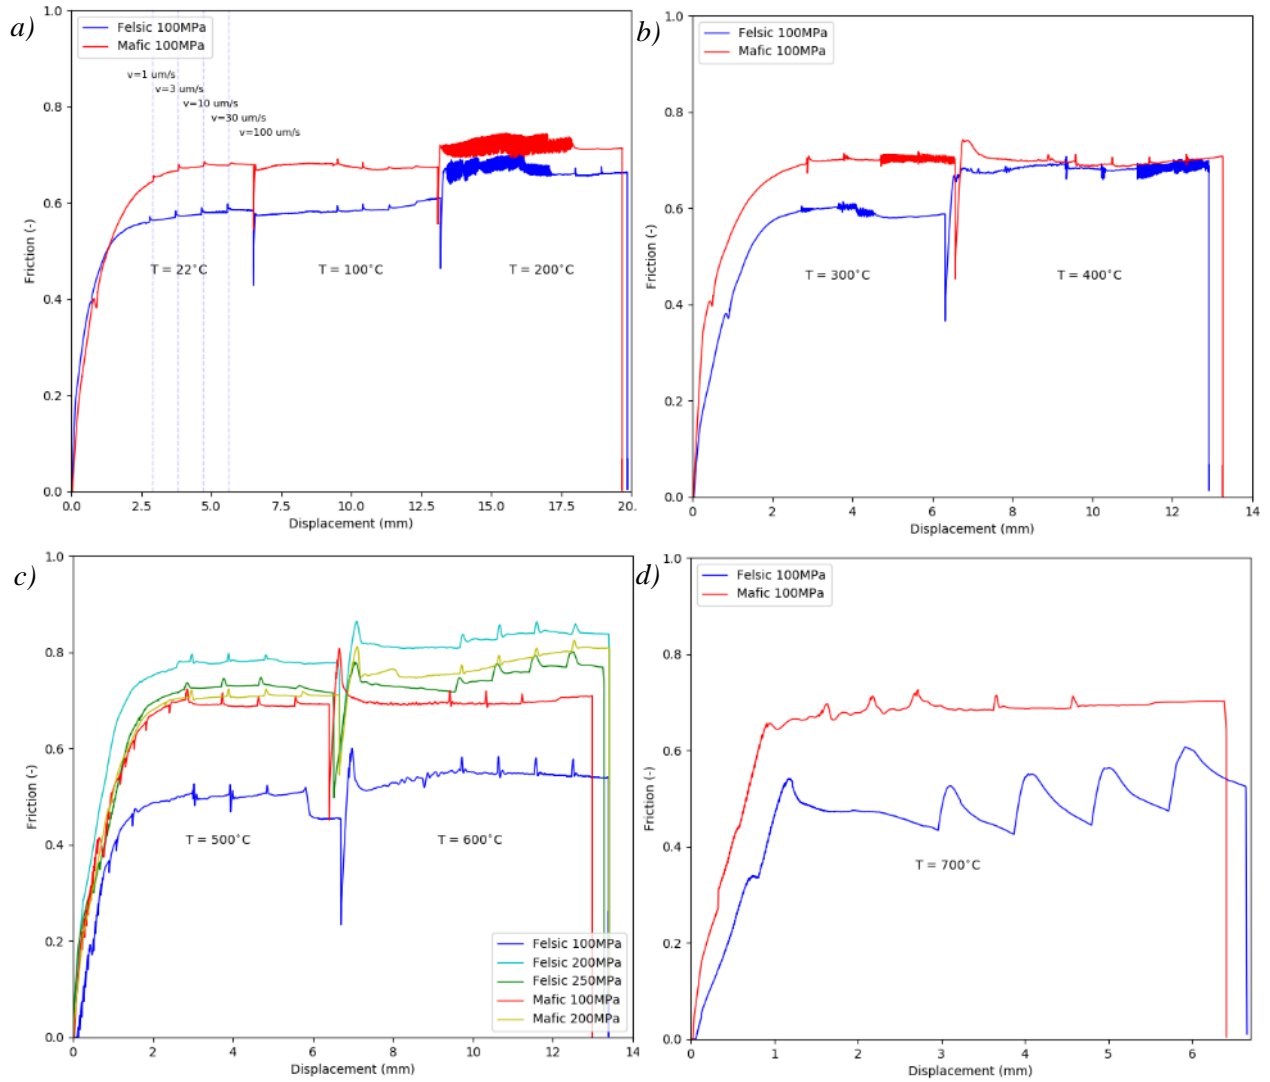 a)
1.0
0.8
0.6
0.4
0.2
0.0
Friction (-)
Felsic 100MPa
Mafic 100MPa
v=1 um/s
v=3 um/s
v=10 um/s
v=30 um/s
v=100 um/s
T = 22˚C
T = 100˚C
T = 200˚C
0.0 2.5 5.0 7.5 10.0 12.5 15.0 17.5 20.
Displacement (mm)
b)
1.0
0.8
0.6
0.4
0.2
0.0
Friction (-)
Felsic 100MPa
Mafic 100MPa
T = 300˚C
T = 400˚C
0 2 4 6 8 10 12 14
Displacement (mm)
c)
1.0
0.8
0.6
0.4
0.2
0.0
Friction (-)
T = 500˚C
T = 600˚C
Felsic 100MPa
Felsic 200MPa
Felsic 250MPa
Mafic 100MPa
Mafic 200MPa
0 2 4 6 8 10 12 14
Displacement (mm)
d)
1.0
0.8
0.6
0.4
0.2
0.0
Friction (-)
Felsic 100MPa
Mafic 100MPa
T = 700˚C
0 1 2 3 4 5 6
Displacement (mm)